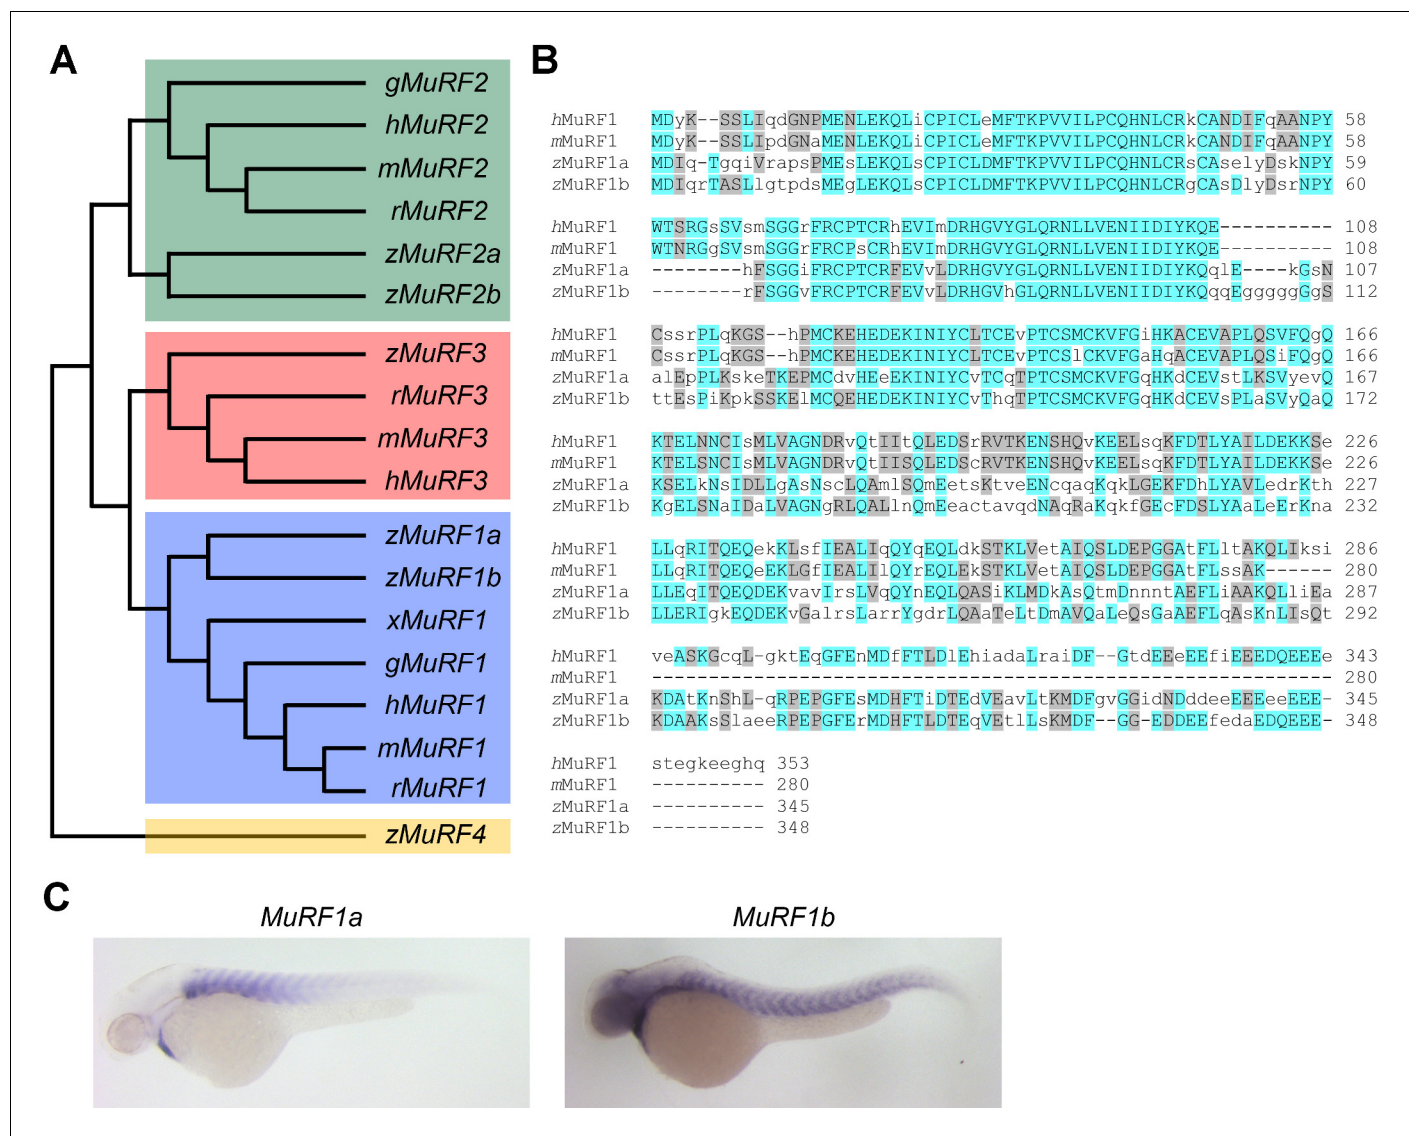 A
gMuRF2
hMuRF2
mMuRF2
rMuRF2
zMuRF2a
zMuRF2b
zMuRF3
rMuRF3
mMuRF3
hMuRF3
zMuRF1a
zMuRF1b
xMuRF1
gMuRF1
hMuRF1
mMuRF1
rMuRF1
zMuRF4
B
hMuRF1 MDyK--SSLIqdGNPMENLEKQLiCPICLeMFTKPVVILPCQHNLCRkCANDIFqAANPY 58
mMuRF1 MDyK--SSLIpdGNaMENLEKQLiCPICLeMFTKPVVILPCQHNLCRkCANDIFqAANPY 58
zMuRF1a MDIq-TgqiVrapsPMEsLEKQLsCPICLDMFTKPVVILPCQHNLCRsCAselyDskNPY 59
zMuRF1b MDIqrTASLlgtpdsMEgLEKQLsCPICLDMFTKPVVILPCQHNLCRgCAsDlyDsrNPY 60
hMuRF1 WTSRGsSVsmSGGrFRCPTCRhEVImDRHGVYGLQRNLLVENIIDIYKQE---------- 108
mMuRF1 WTNRGgSVsmSGGrFRCPsCRhEVImDRHGVYGLQRNLLVENIIDIYKQE---------- 108
zMuRF1a --------hFSGGiFRCPTCRFEVvLDRHGVYGLQRNLLVENIIDIYKQqlE----kGsN 107
zMuRF1b --------rFSGGvFRCPTCRFEVvLDRHGVhGLQRNLLVENIIDIYKQqqEgggggGgS 112
hMuRF1 CssrPLqKGS--hPMCKEHEDEKINIYCLTCEvPTCSMCKVFGiHKACEVAPLQSVFQgQ 166
mMuRF1 CssrPLqKGS--hPMCKEHEDEKINIYCLTCEvPTCSlCKVFGaHqACEVAPLQSiFQgQ 166
zMuRF1a alEpPLKskeTKEPMCdvHEeEKINIYCvTCqTPTCSMCKVFGqHKdCEVstLKSVyevQ 167
zMuRF1b ttEsPiKpkSSKElMCQEHEDEKINIYCvThqTPTCSMCKVFGqHKdCEVsPLaSVyQaQ 172
hMuRF1 KTELNNCIsMLVAGNDRvQtIItQLEDSrRVTKENSHQvKEELsqKFDTLYAILDEKKSe 226
mMuRF1 KTELSNCIsMLVAGNDRvQtIISQLEDScRVTKENSHQvKEELsqKFDTLYAILDEKKSe 226
zMuRF1a KSELkNsIDLLgAsNscLQAmlSQmEetsKtveENcqaqKqkLGEKFDhLYAVLedrKth 227
zMuRF1b KgELSNaIDaLVAGNgRLQALlnQmEeactavqdNAqRaKqkfGEcFDSLYAaLeErKna 232
hMuRF1 LLqRITQEQekKLsfIEALIqQYqEQLdkSTKLVetAIQSLDEPGGAtFLltAKQLIksi 286
mMuRF1 LLqRITQEQeEKLGfIEALIlQYrEQLEkSTKLVetAIQSLDEPGGAtFLssAK------ 280
zMuRF1a LLEqITQEQDEKvavIrsLVqQYnEQLQASiKLMDkAsQtmDnnntAEFLiAAKQLliEa 287
zMuRF1b LLERIgkEQDEKvGalrsLarrYgdrLQAaTeLtDmAVQaLeQsGaAEFLqAsKnLIsQt 292
hMuRF1 veASKGcqL-gktEqGFEnMDfFTLDlEhiadaLraiDF--GtdEEeEEfiEEEDQEEEe 343
mMuRF1 ------------------------------------------------------------ 280
zMuRF1a KDAtKnShL-qRPEPGFEsMDHFTiDTEdVEavLtKMDFgvGGidNDddeeEEEeeEEE- 345
zMuRF1b KDAAKsSlaeeRPEPGFErMDHFTLDTEqVEtlLsKMDF--GG-EDDEEfedaEDQEEE- 348
hMuRF1 stegkeeghq 353
mMuRF1 ---------- 280
zMuRF1a ---------- 345
zMuRF1b ---------- 348
C
MuRF1a
MuRF1b